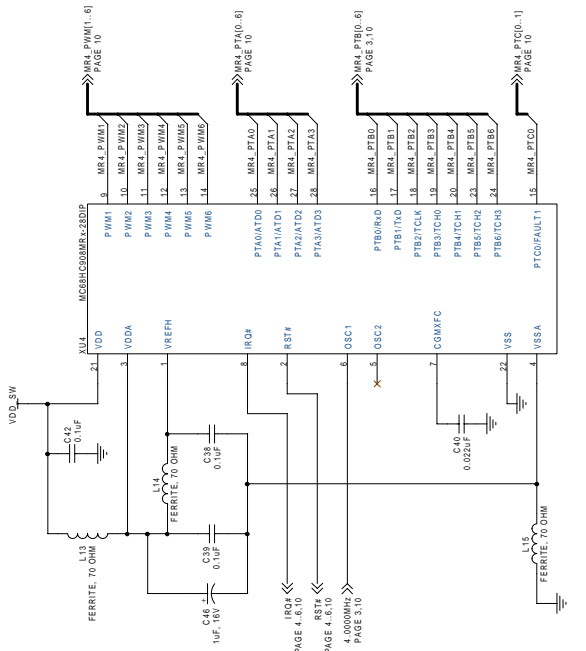 MR4_PWM[1..6]
PAGE 10
MR4_PTA[0..6]
PAGE 10
MR4_PTB[0..6]
PAGE 3,10
MR4_PTC[0..1]
PAGE 10
MR4_PWM1
MR4_PWM2
MR4_PWM3
MR4_PWM4
MR4_PWM5
MR4_PWM6
MR4_PTA0
MR4_PTA1
MR4_PTA2
MR4_PTA3
MR4_PTB0
MR4_PTB1
MR4_PTB2
MR4_PTB3
MR4_PTB4
MR4_PTB5
MR4_PTB6
MR4_PTC0
9
10
11
12
13
14
25
26
27
28
16
17
18
19
20
23
24
15
MC68HC908MRx-28DIP
PWM1
PWM2
PWM3
PWM4
PWM5
PWM6
PTA0/ATD0
PTA1/ATD1
PTA2/ATD2
PTA3/ATD3
PTB0/RxD
PTB1/TxD
PTB2/TCLK
PTB3/TCH0
PTB4/TCH1
PTB5/TCH2
PTB6/TCH3
PTC0/FAULT1
XU4
VDD
VDDA
VREFH
IRQ#
RST#
OSC1
OSC2
CGMXFC
VSS
VSSA
21
3
1
8
2
6
5
7
22
4
VDD_SW
C42
0.1uF
L14
FERRITE, 70 OHM
C38
0.1uF
C40
0.022uF
L13
FERRITE, 70 OHM
C39
0.1uF
C46
+
1uF, 16V
L15
FERRITE, 70 OHM
IRQ#
PAGE 4..6,10
RST#
PAGE 4..6,10
4.0000MHz
PAGE 3,10